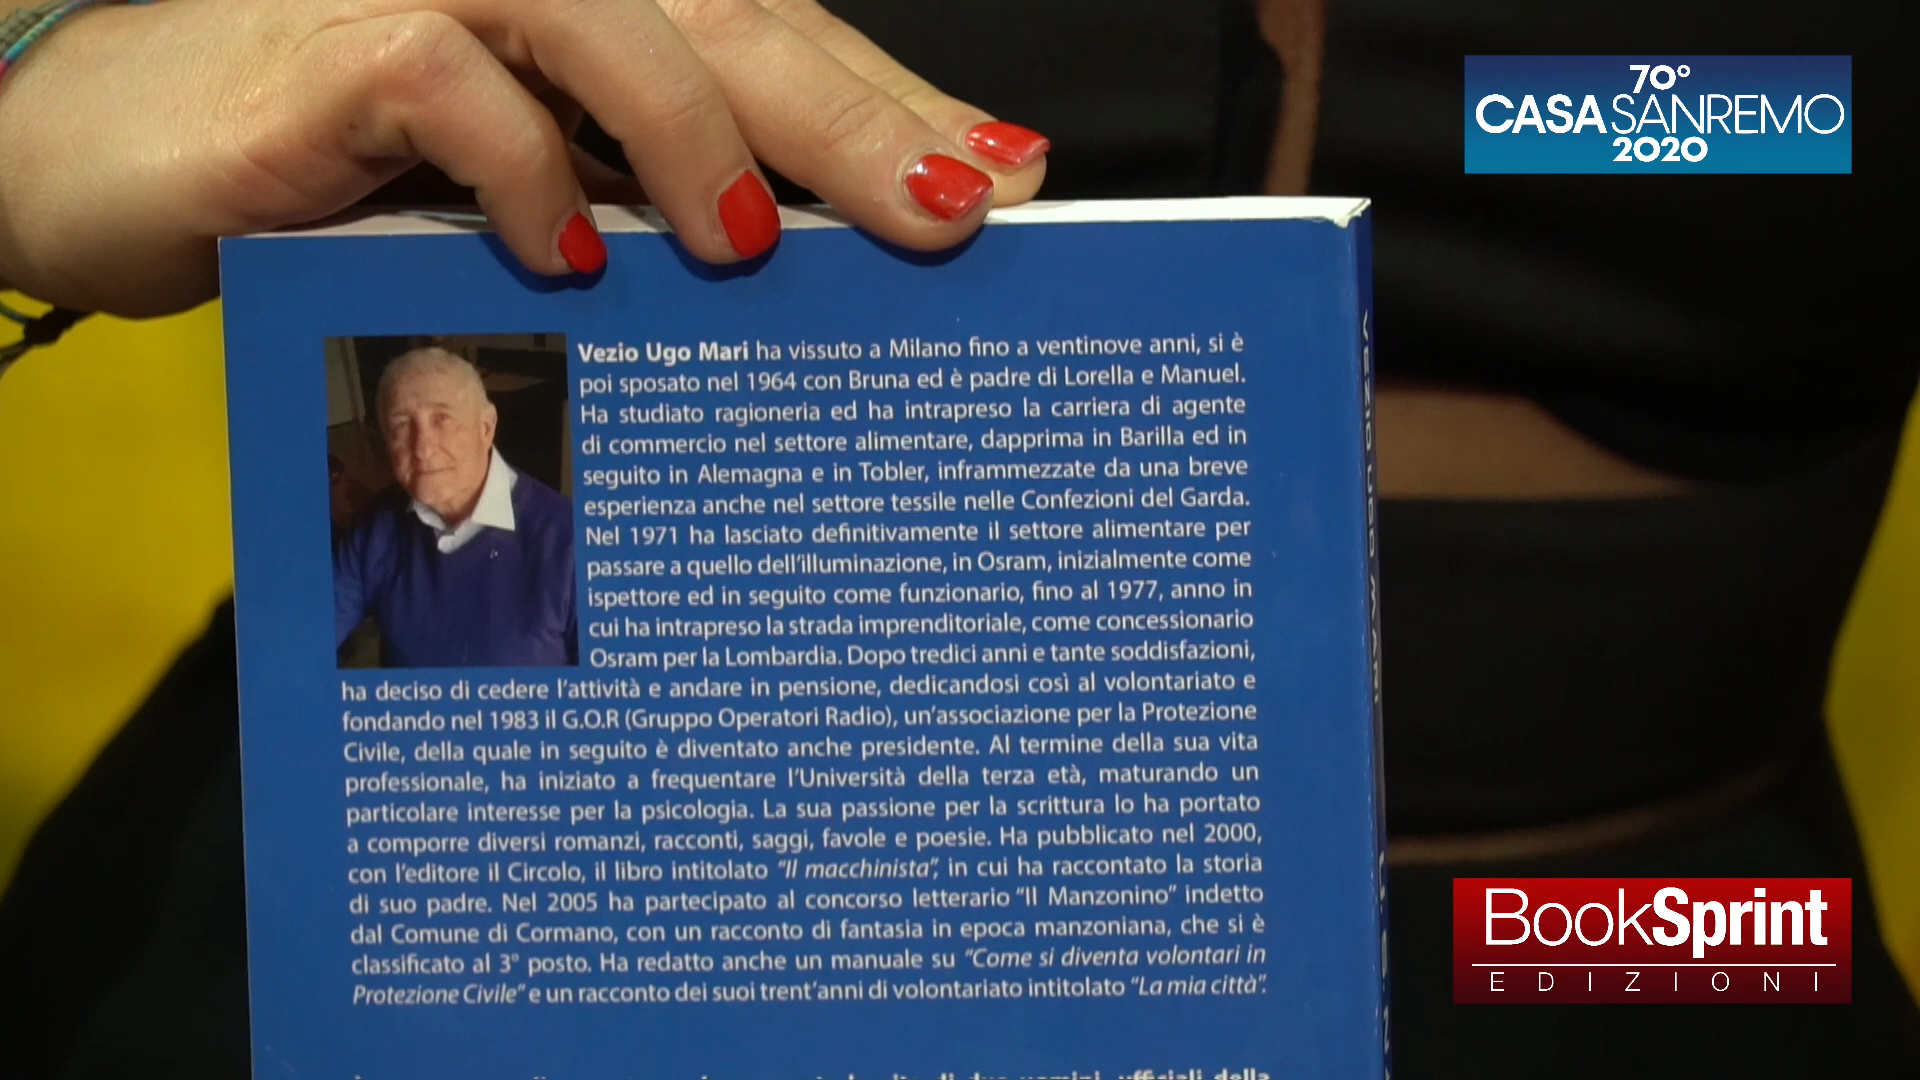 70°
CASASANREMO
2020
Vezio Ugo Mari ha vissuto a Milano fino a ventinove anni, si è
poi sposato nel 1964 con Bruna ed è padre di Lorella e Manuel.
Ha studiato ragioneria ed ha intrapreso la carriera di agente
di commercio nel settore alimentare, dapprima in Barilla ed in
seguito in Alemagna e in Tobler, inframmezzate da una breve
esperienza anche nel settore tessile nelle Confezioni del Garda.
Nel 1971 ha lasciato definitivamente il settore alimentare per
passare a quello dell'illuminazione, in Osram, inizialmente come
ispettore ed in seguito come funzionario, fino al 1977, anno in
cui ha intrapreso la strada imprenditoriale, come concessionario
Osram per la Lombardia. Dopo tredici anni e tante soddisfazioni,
ha deciso di cedere l'attività e andare in pensione, dedicandosi così al volontariato e
fondando nel 1983 il G.O.R (Gruppo Operatori Radio), un'associazione per la Protezione
Civile, della quale in seguito è diventato anche presidente. Al termine della sua vita
professionale, ha iniziato a frequentare l'Università della terza età, maturando un
particolare interesse per la psicologia. La sua passione per la scrittura lo ha portato
a comporre diversi romanzi, racconti, saggi, favole e poesie. Ha pubblicato nel 2000,
con l'editore il Circolo, il libro intitolato "Il macchinista", in cui ha raccontato la storia
di suo padre. Nel 2005 ha partecipato al concorso letterario "Il Manzonino" indetto
dal Comune di Cormano, con un racconto di fantasia in epoca manzoniana, che si è
classificato al 3° posto. Ha redatto anche un manuale su "Come si diventa volontari in
Protezione Civile" e un racconto dei suoi trent'anni di volontariato intitolato "La mia città".
di due uomini, ufficiali della
VEZIO UGO MARI
BookSprint
EDIZIONI